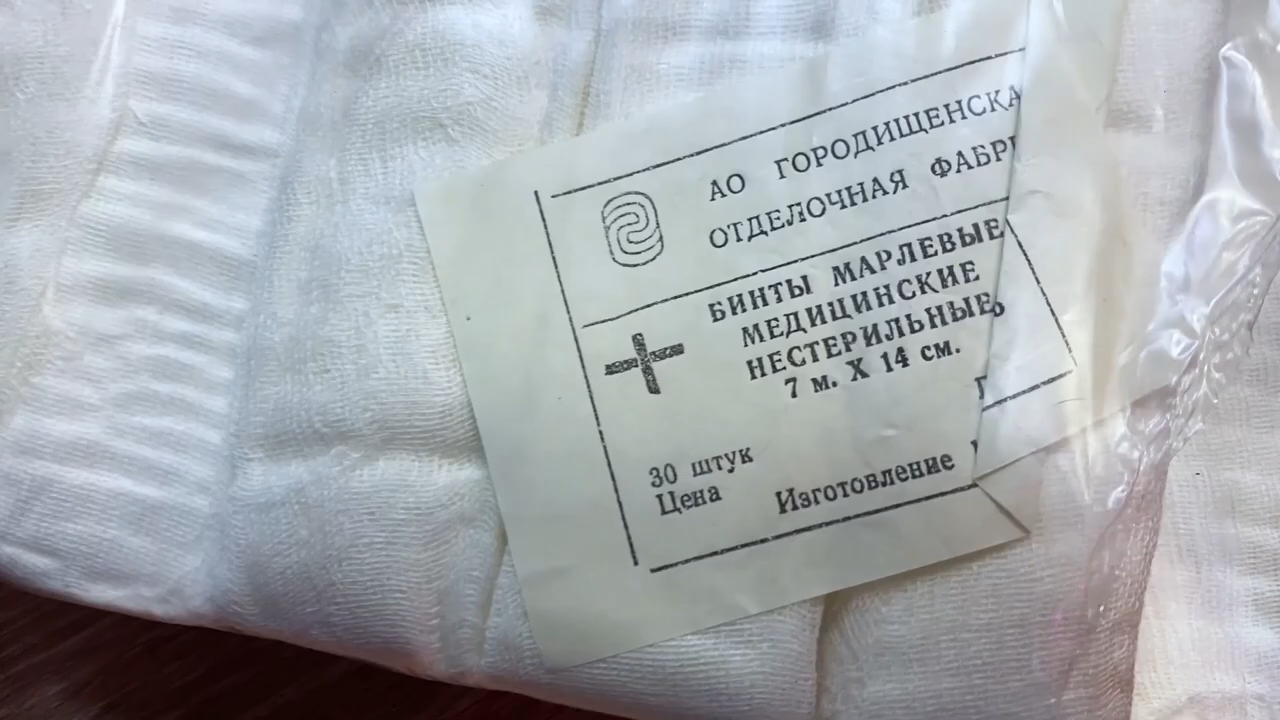 АО ГОРОДИЩЕНСКА
ОТДЕЛОЧНАЯ ФАБР
БИНТЫ МАРЛЕВЫЕ
МЕДИЦИНСКИЕ
НЕСТЕРИЛЬНЫЕ
7 м. Х 14 см.
30 штук
Цена
Изготовление